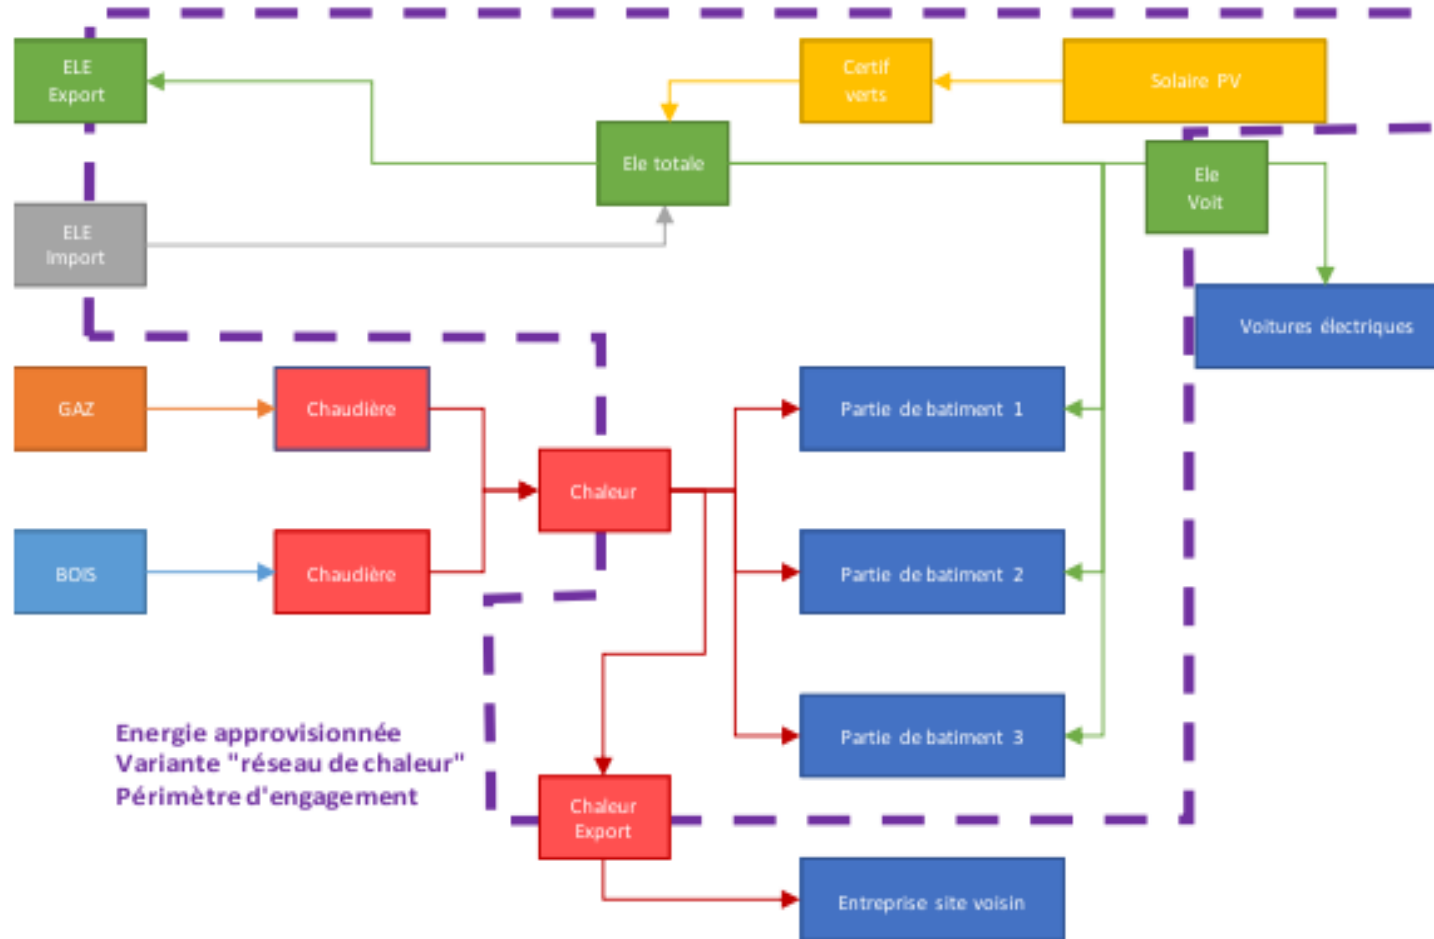 ELE
Export
Certif
verts
Solaire PV
Ele totale
Ele
Voit
ELE
Import
Voitures électriques
GAZ
Chaudière
Partie de batiment 1
Chaleur
BOIS
Chaudière
Partie de batiment 2
Energie approvisionnée
Variante "réseau de chaleur"
Périmètre d'engagement
Partie de batiment 3
Chaleur
Export
Entreprise site voisin